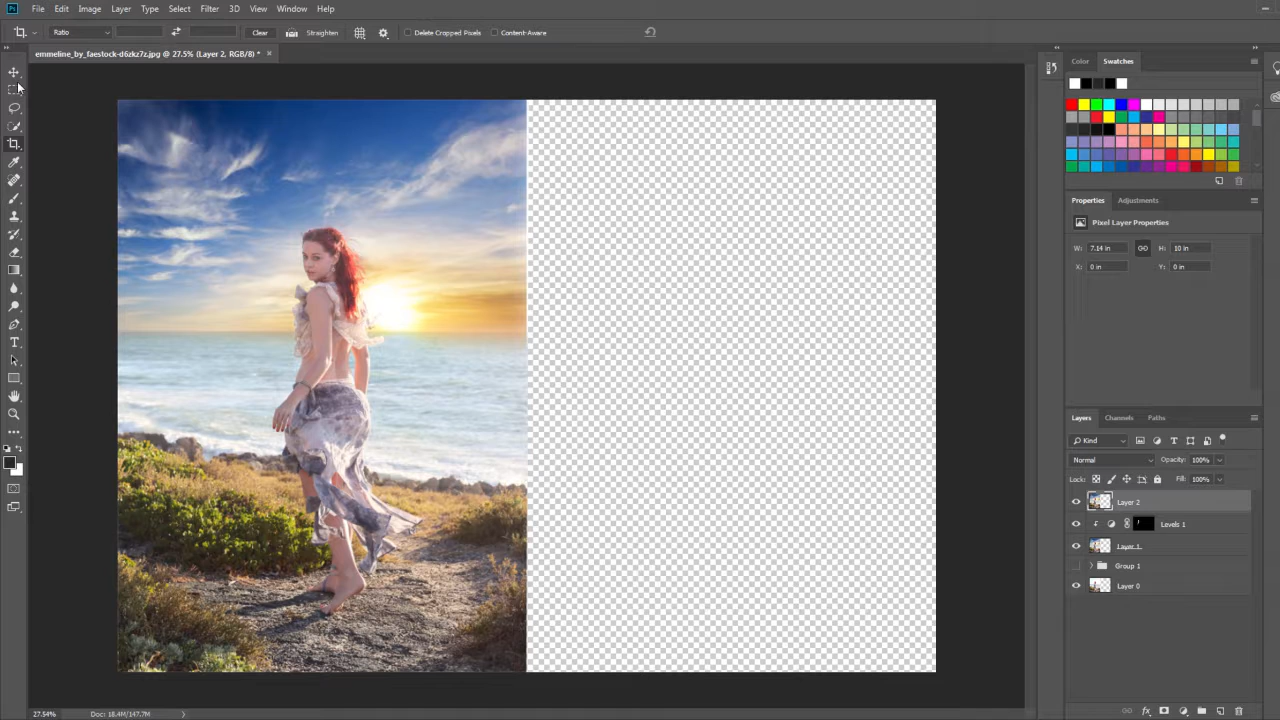 Ps File Edit Image Layer Type Select Filter 3D View Window Help
Ratio Clear Straighten Delete Cropped Pixels Content-Aware
emmeline_by_faestock-d6zkz7z.jpg @ 27.5% (Layer 2, RGB/8) *
Color Swatches
Properties Adjustments
Pixel Layer Properties
W: 7.14 in H: 10 in
X: 0 in Y: 0 in
Layers Channels Paths
Kind
Normal Opacity: 100%
Lock: Fill: 100%
Layer 2
Levels 1
Layer 1
Group 1
Layer 0
27.54% Doc: 18.4M/147.7M